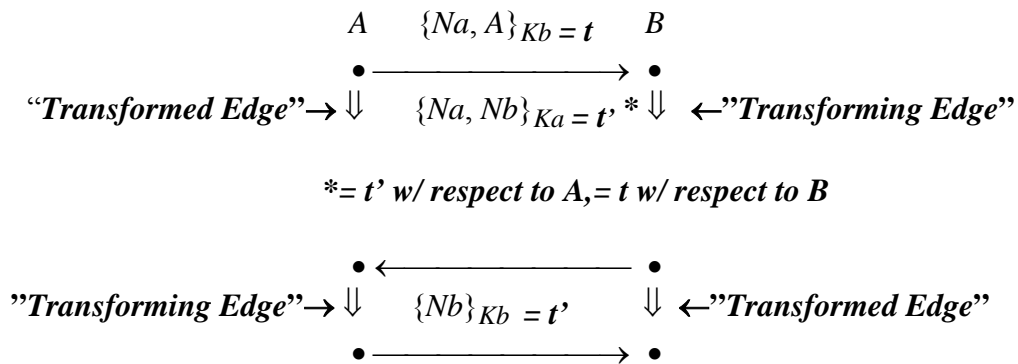 A {Na, A}Kb = t B
• ⟶ •
“Transformed Edge”→ ⇓ {Na, Nb}Ka = t’ * ⇓ ←”Transforming Edge”
*= t’ w/ respect to A,= t w/ respect to B
• ⟵ •
”Transforming Edge”→ ⇓ {Nb}Kb = t’ ⇓ ←”Transformed Edge”
• ⟶ •